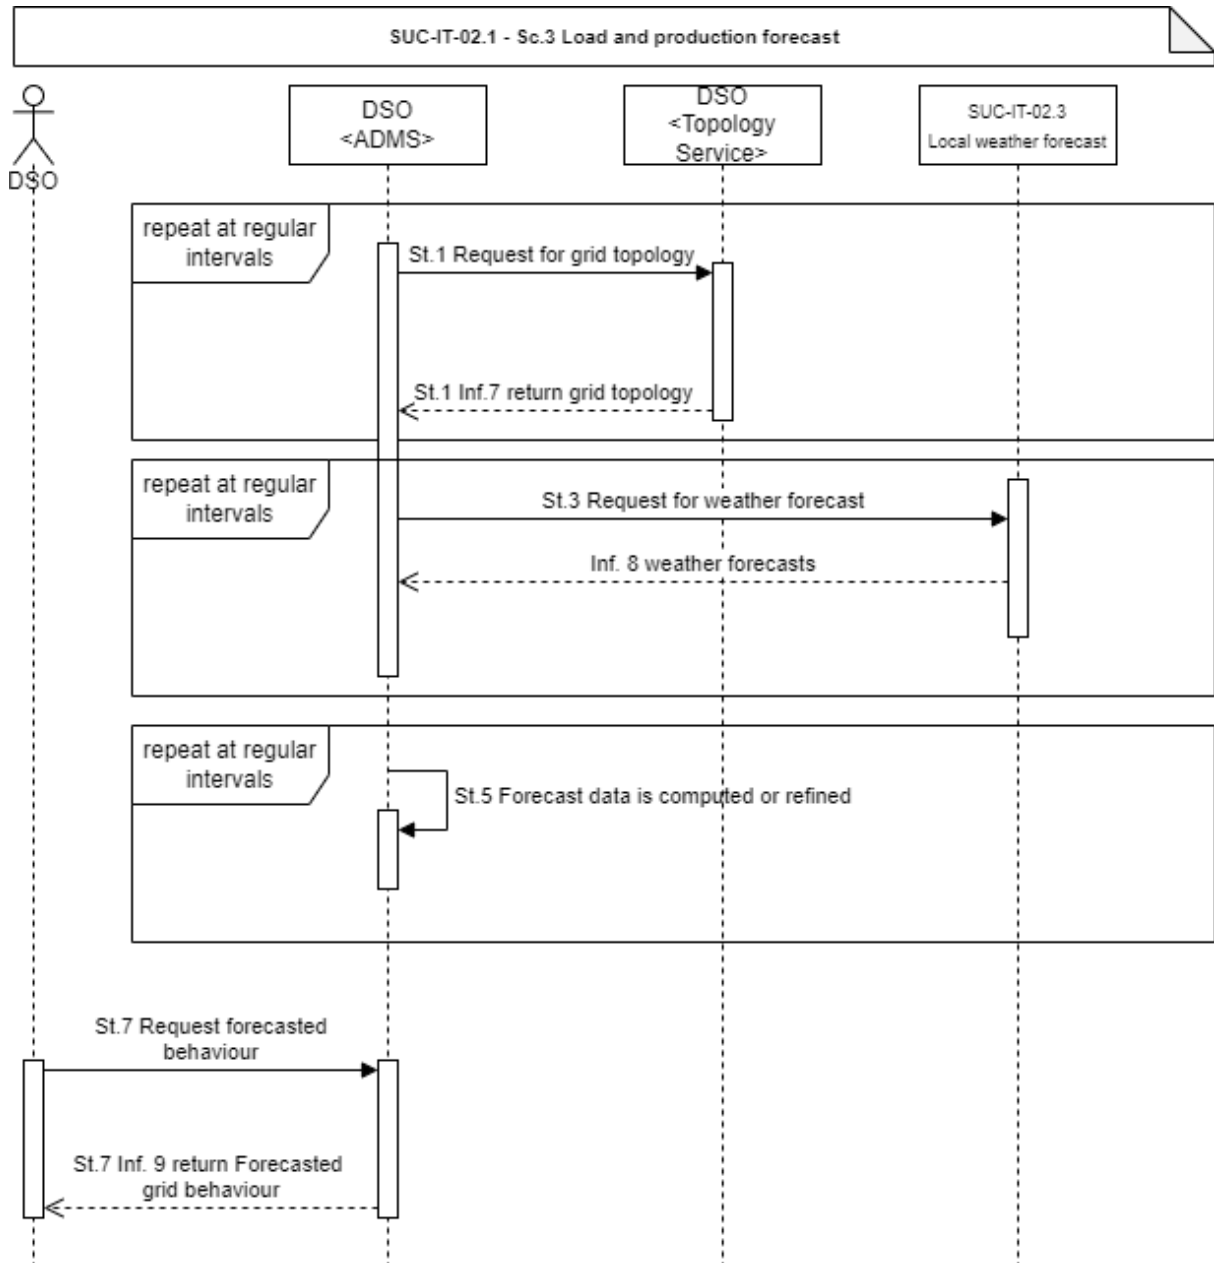 SUC-IT-02.1 - Sc.3 Load and production forecast
DSO
DSO
<ADMS>
DSO
<Topology
Service>
SUC-IT-02.3
Local weather forecast
repeat at regular
intervals
St.1 Request for grid topology
St.1 Inf.7 return grid topology
repeat at regular
intervals
St.3 Request for weather forecast
Inf. 8 weather forecasts
repeat at regular
intervals
St.5 Forecast data is computed or refined
St.7 Request forecasted
behaviour
St.7 Inf. 9 return Forecasted
grid behaviour